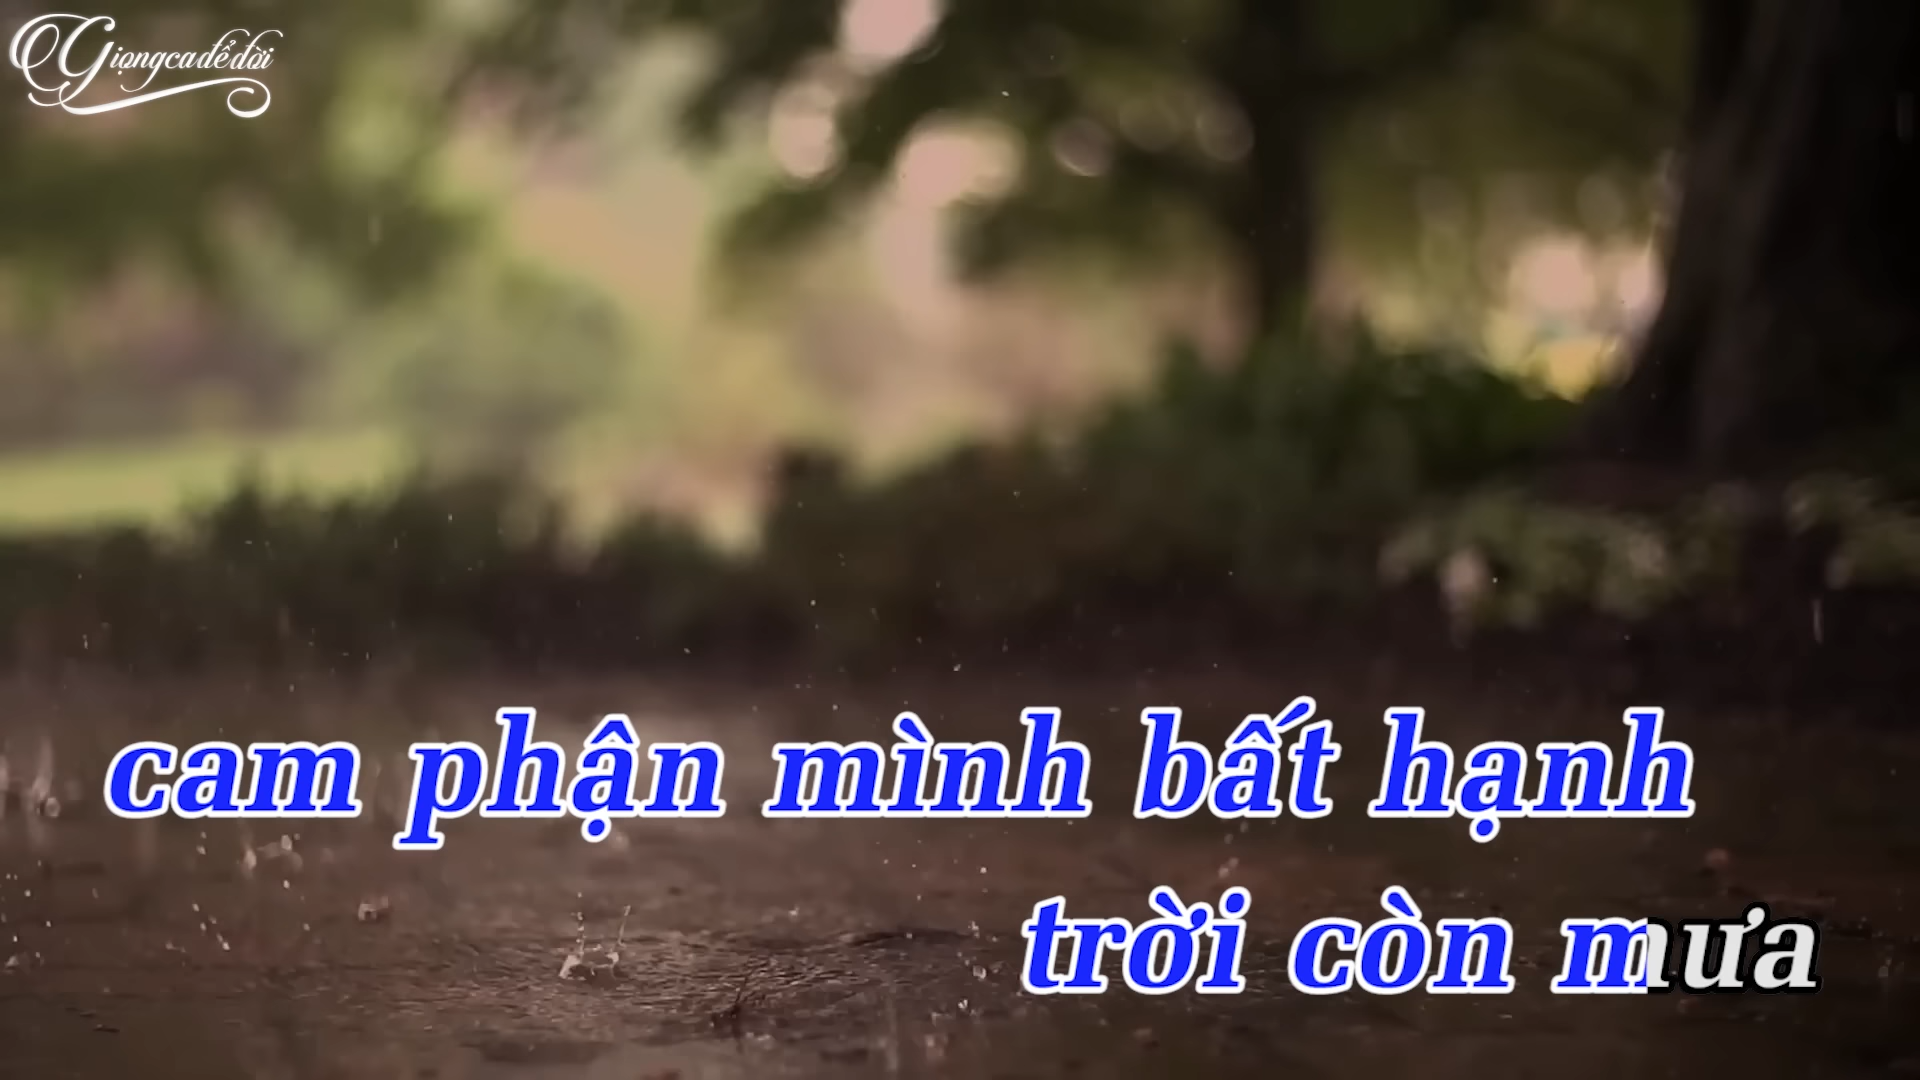 Giọngcađểđời
cam phận mình bất hạnh
trời còn mưa